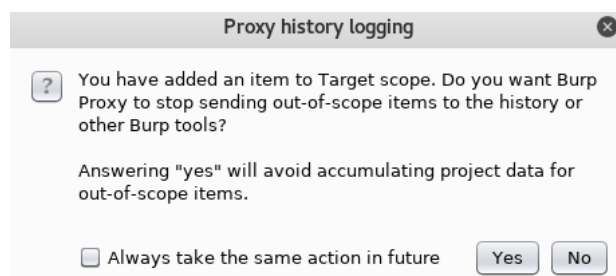 Proxy history logging
?
You have added an item to Target scope. Do you want Burp
Proxy to stop sending out-of-scope items to the history or
other Burp tools?
Answering "yes" will avoid accumulating project data for
out-of-scope items.
Always take the same action in future
Yes
No